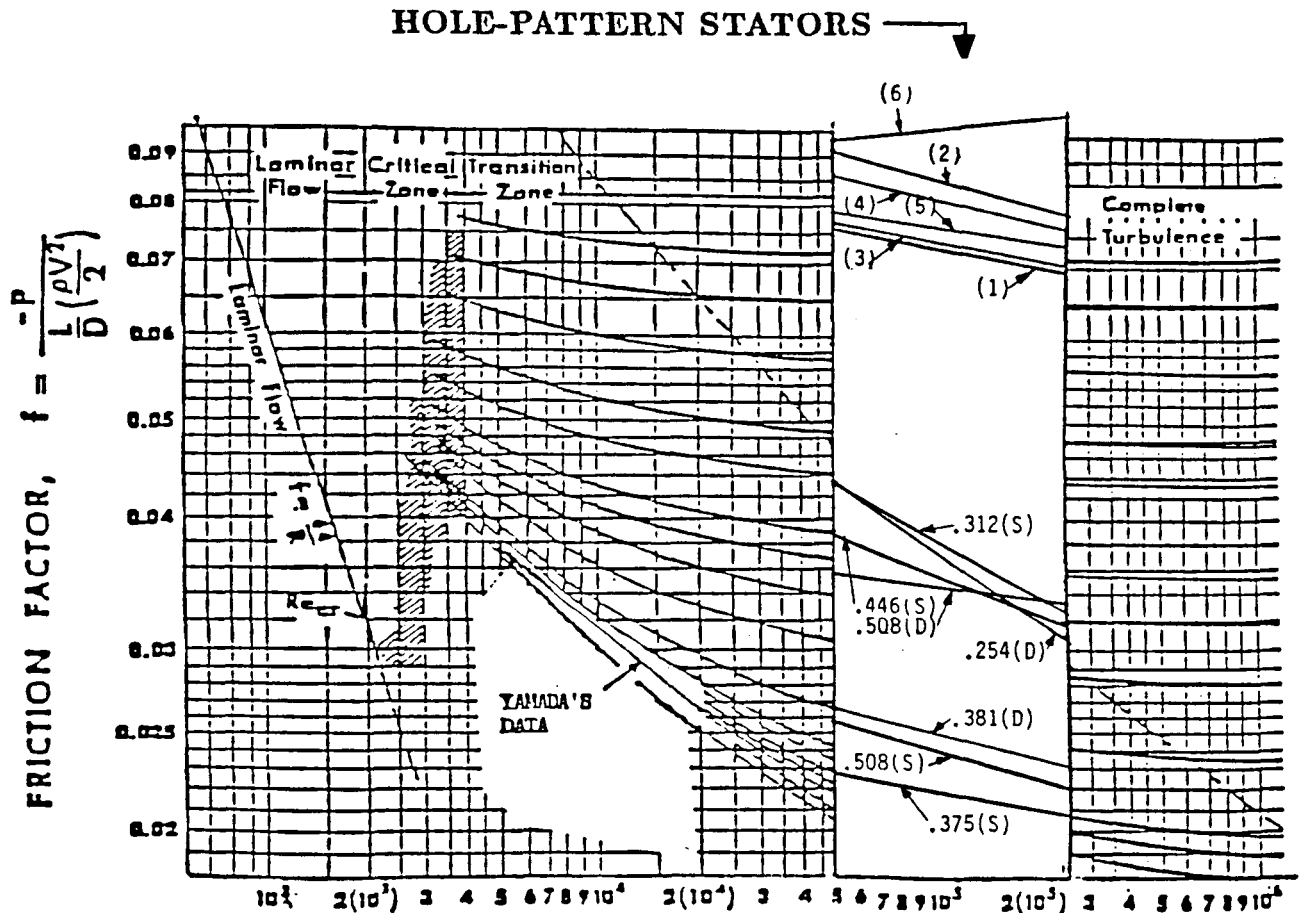 HOLE-PATTERN STATORS
(6)
(2)
(4)
(5)
(3)
(1)
0.09
0.08
0.07
0.06
0.05
0.04
0.03
0.025
0.02
Laminar Flow
Critical Zone
Transition Zone
Complete Turbulence
Laminar flow
.312(S)
.446(S)
.508(D)
.254(D)
.381(D)
.508(S)
.375(S)
YAMADA'S
DATA
FRICTION FACTOR, f = P / L/D (ρV²/2)
10³ 2(10³) 3 4 5 6 7 8 9 10⁴ 2(10⁴) 3 4 5 6 7 8 9 10⁵ 2(10⁵) 3 4 5 6 7 8 9 10⁶